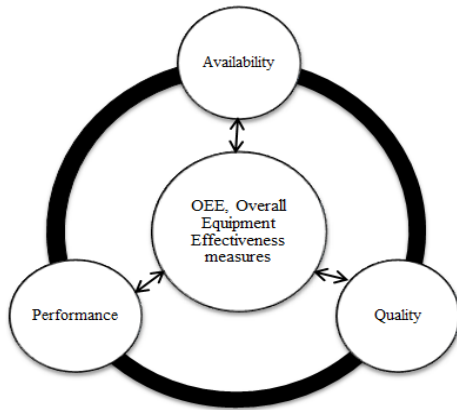 Availability
OEE, Overall
Equipment
Effectiveness
measures
Performance
Quality